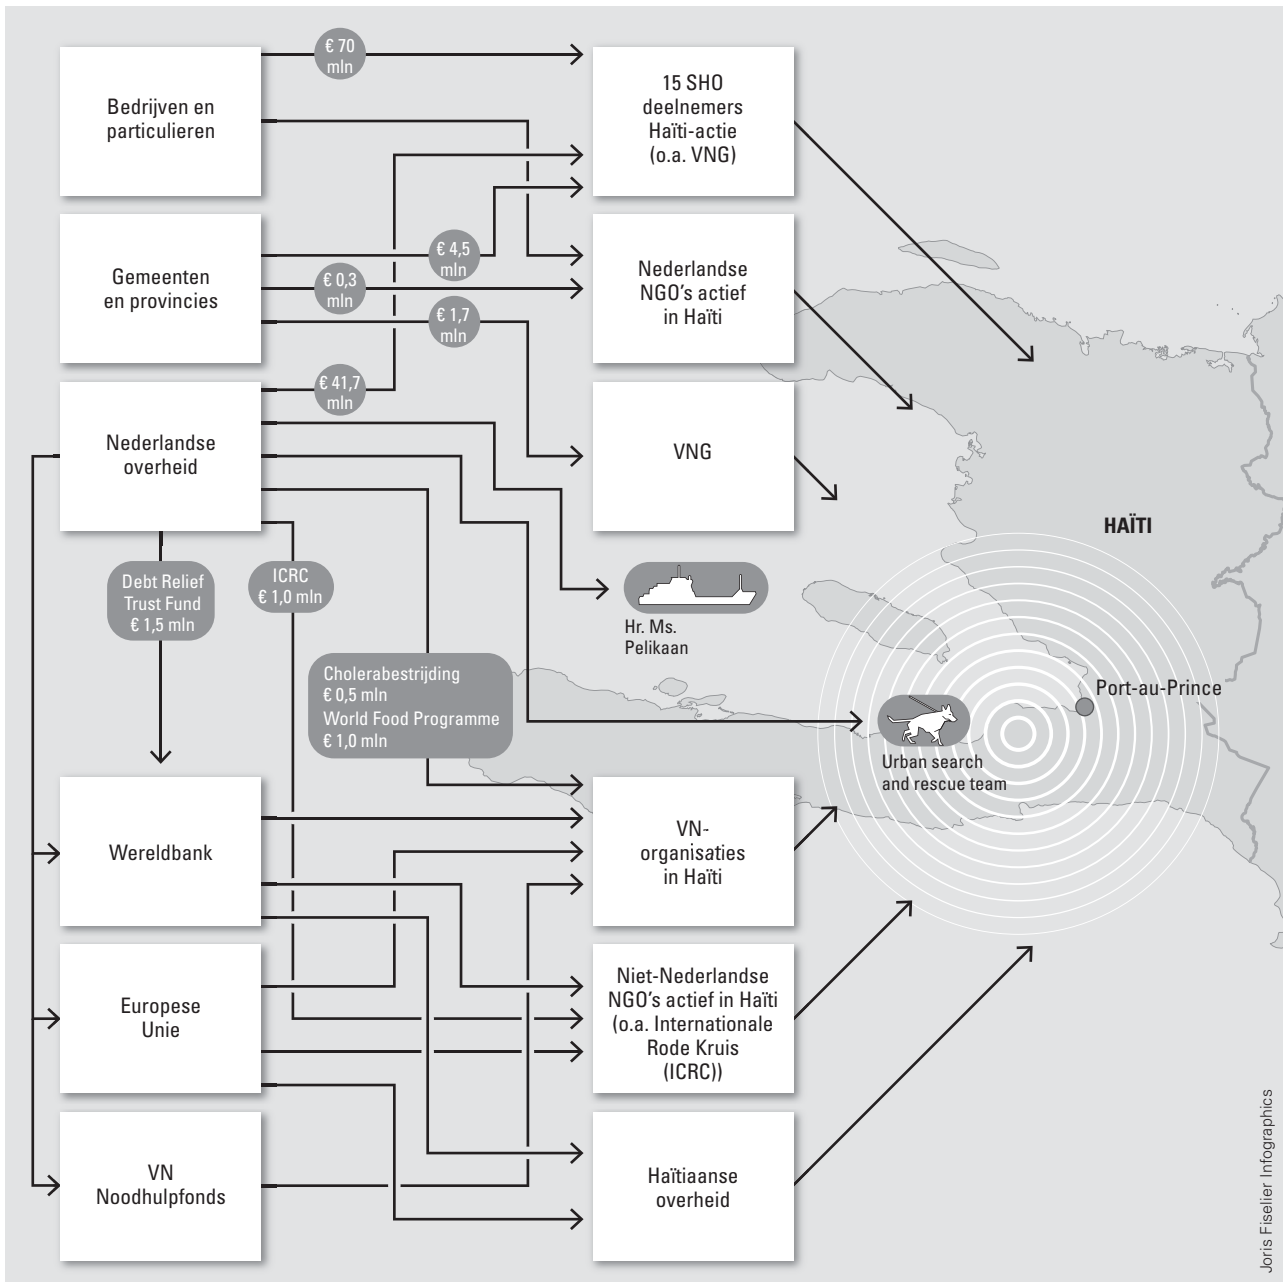 € 70
mln
Bedrijven en
particulieren
15 SHO
deelnemers
Haïti-actie
(o.a. VNG)
Gemeenten
en provincies
€ 4,5
mln
€ 0,3
mln
€ 1,7
mln
Nederlandse
NGO's actief
in Haïti
Nederlandse
overheid
€ 41,7
mln
VNG
HAÏTI
Debt Relief
Trust Fund
€ 1,5 mln
ICRC
€ 1,0 mln
Hr. Ms.
Pelikaan
Cholerabestrijding
€ 0,5 mln
World Food Programme
€ 1,0 mln
Port-au-Prince
Urban search
and rescue team
Wereldbank
VN-
organisaties
in Haïti
Europese
Unie
Niet-Nederlandse
NGO's actief in Haïti
(o.a. Internationale
Rode Kruis
(ICRC))
VN
Noodhulpfonds
Haïtiaanse
overheid
Joris Fiselier Infographics